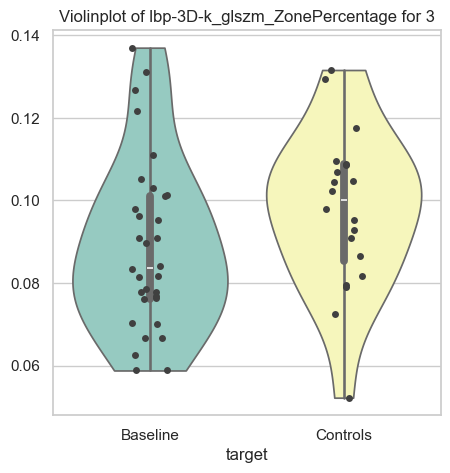 Violinplot of lbp-3D-k_glszm_ZonePercentage for 3
0.14
0.12
0.10
0.08
0.06
Baseline
Controls
target